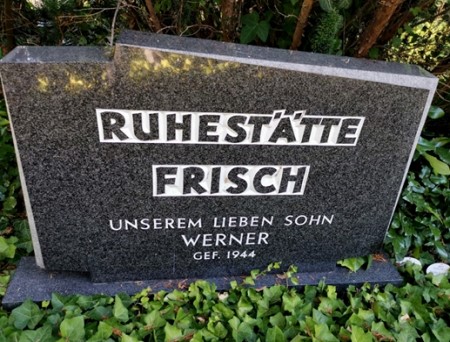 RUHESTÄTTE
FRISCH
UNSEREM LIEBEN SOHN
WERNER
GEF. 1944